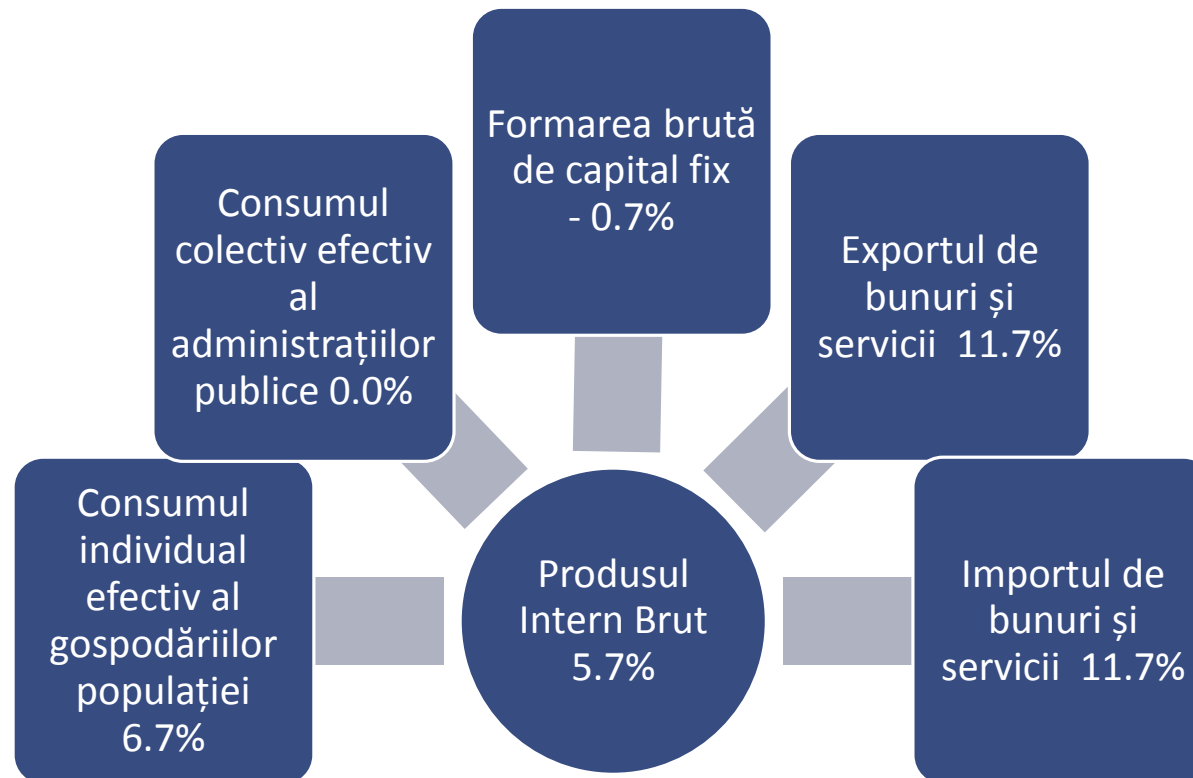 Formarea brută
de capital fix
- 0.7%
Consumul
colectiv efectiv
al
administrațiilor
publice 0.0%
Exportul de
bunuri și
servicii 11.7%
Consumul
individual
efectiv al
gospodăriilor
populației
6.7%
Produsul
Intern Brut
5.7%
Importul de
bunuri și
servicii 11.7%